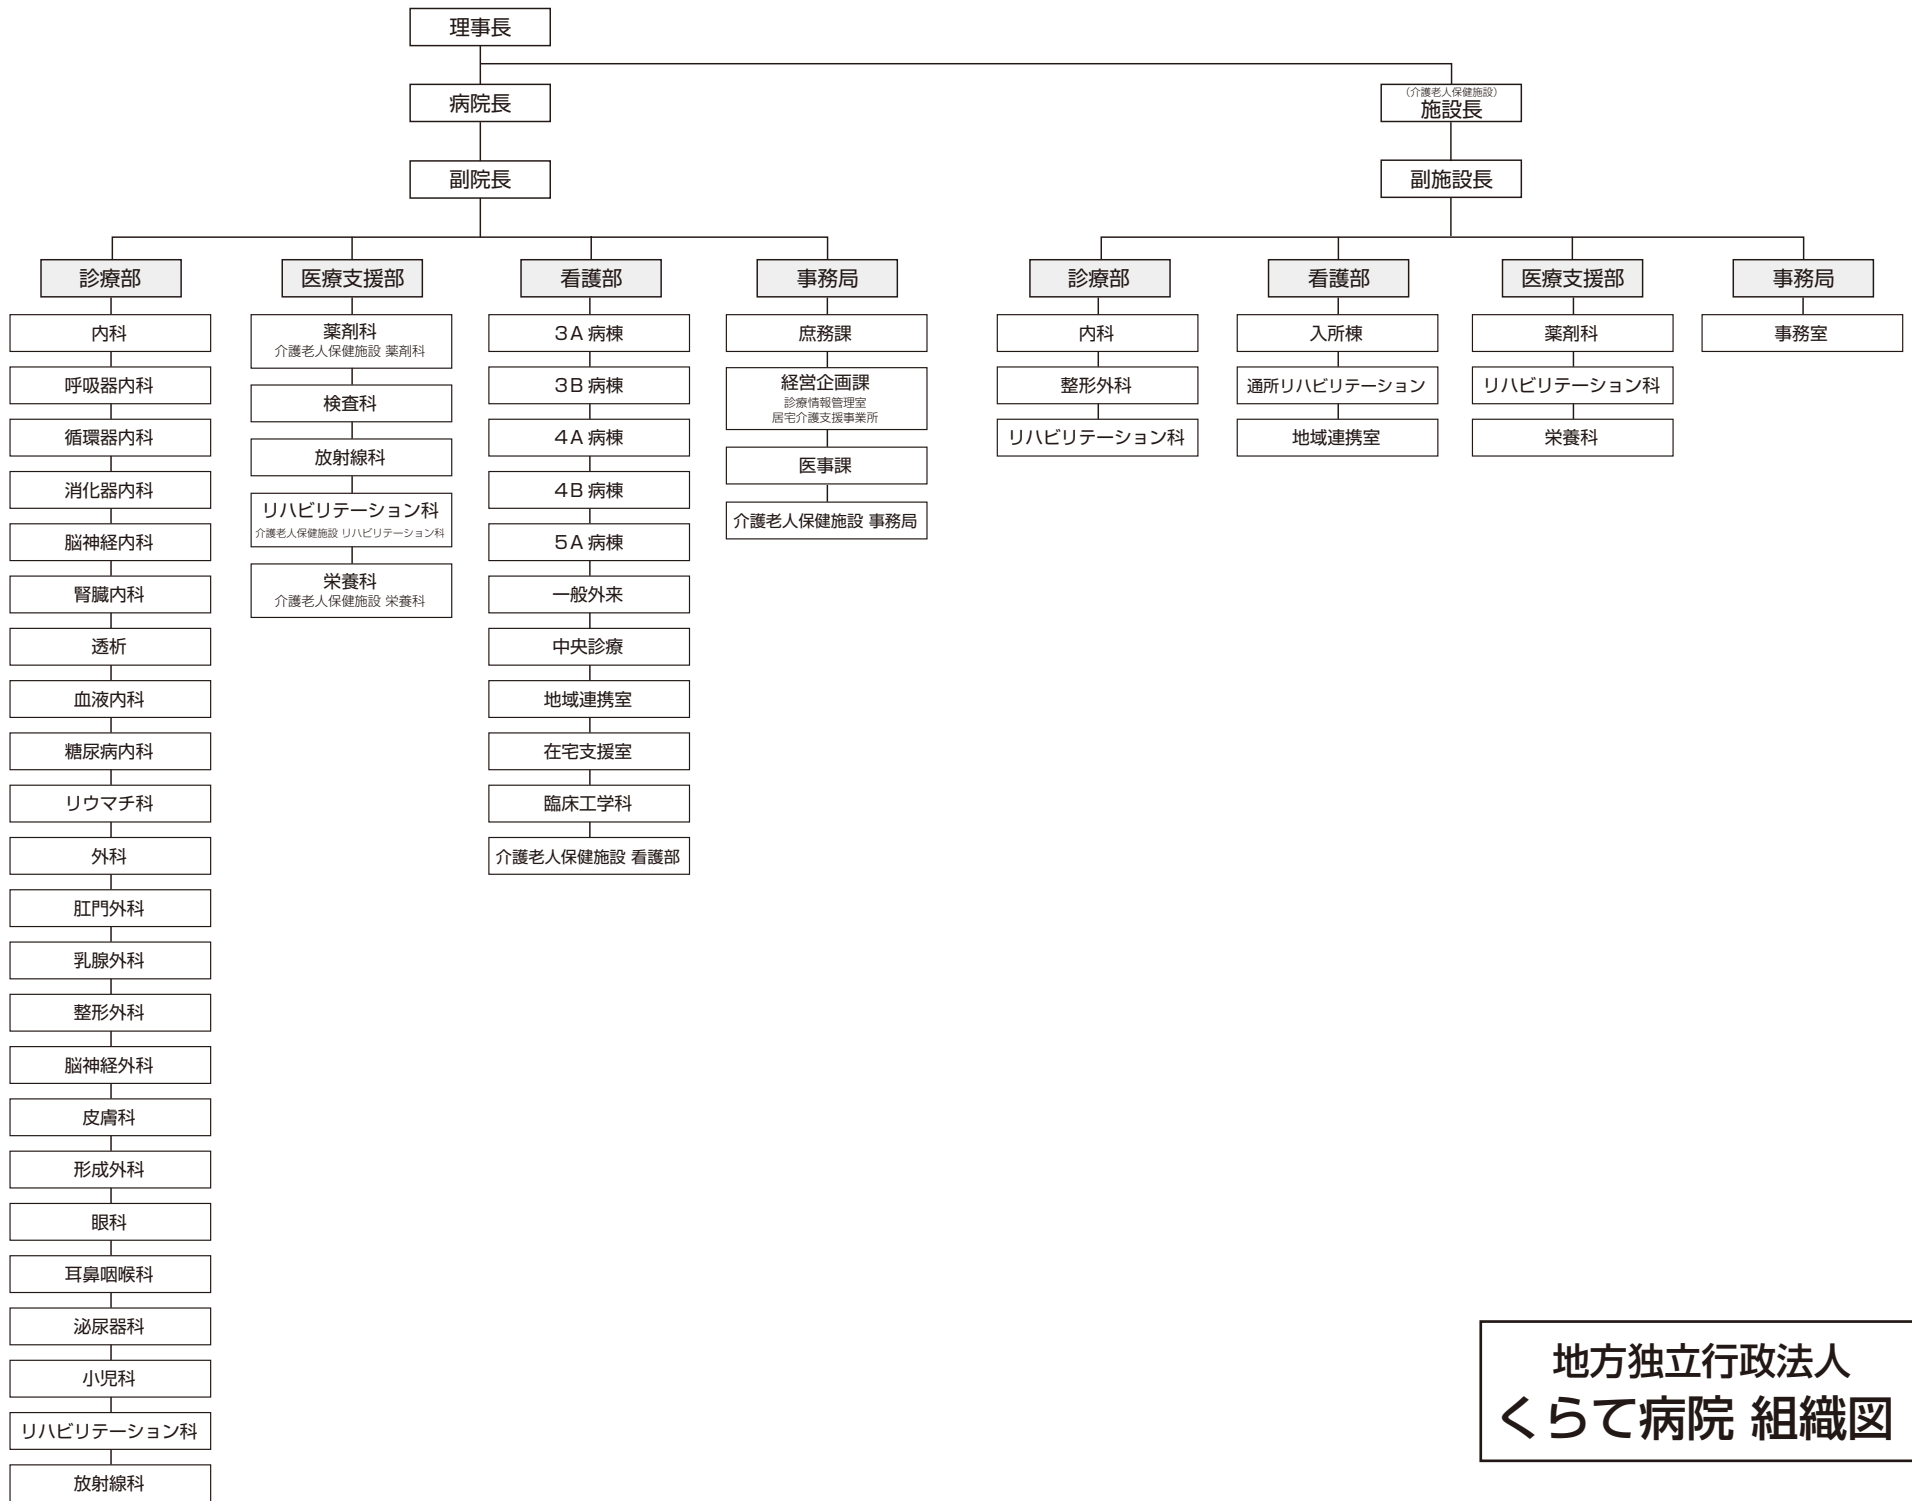 理事長
病院長
(介護老人保健施設)
施設長
副院長
副施設長
診療部
内科
呼吸器内科
循環器内科
消化器内科
脳神経内科
腎臓内科
透析
血液内科
糖尿病内科
リウマチ科
外科
肛門外科
乳腺外科
整形外科
脳神経外科
皮膚科
形成外科
眼科
耳鼻咽喉科
泌尿器科
小児科
リハビリテーション科
放射線科
医療支援部
薬剤科
介護老人保健施設 薬剤科
検査科
放射線科
リハビリテーション科
介護老人保健施設 リハビリテーション科
栄養科
介護老人保健施設 栄養科
看護部
3A 病棟
3B 病棟
4A 病棟
4B 病棟
5A 病棟
一般外来
中央診療
地域連携室
在宅支援室
臨床工学科
介護老人保健施設 看護部
事務局
庶務課
経営企画課
診療情報管理室
居宅介護支援事業所
医事課
介護老人保健施設 事務局
診療部
内科
整形外科
リハビリテーション科
看護部
入所棟
通所リハビリテーション
地域連携室
医療支援部
薬剤科
リハビリテーション科
栄養科
事務局
事務室
地方独立行政法人
くらて病院 組織図